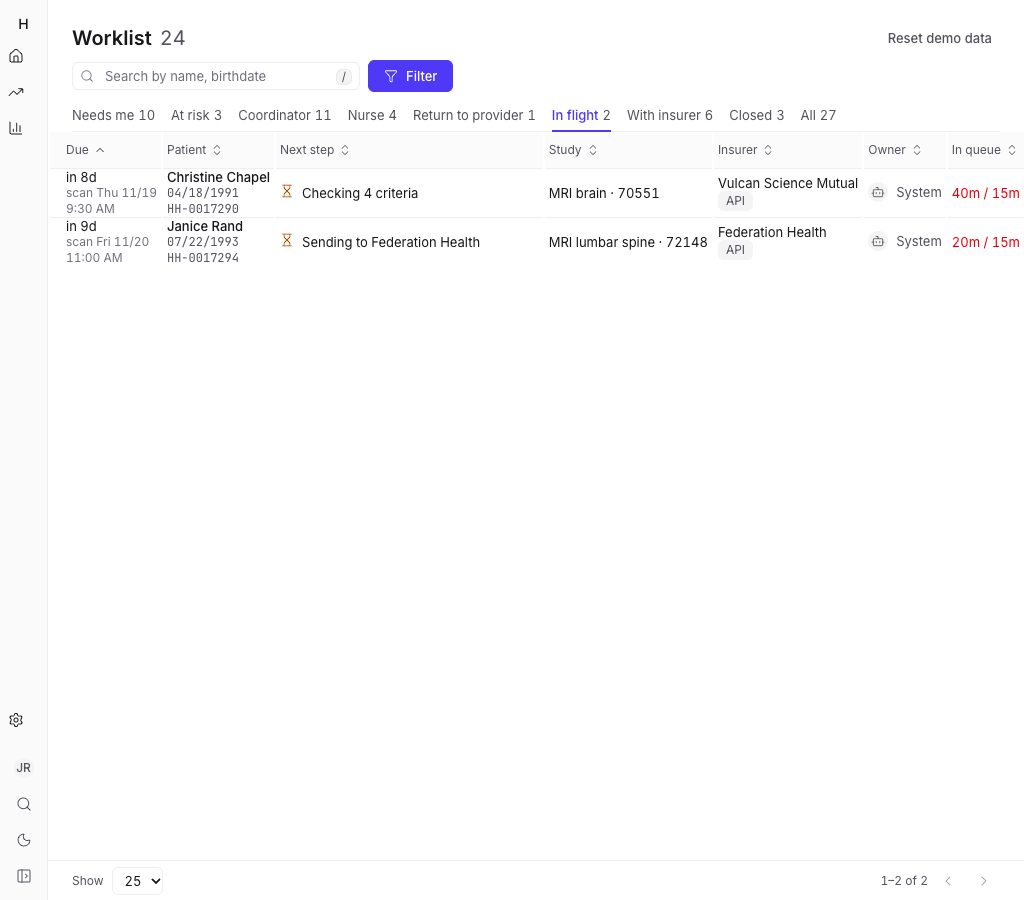 H
Worklist 24
Reset demo data
Search by name, birthdate /
Filter
Needs me 10 At risk 3 Coordinator 11 Nurse 4 Return to provider 1 In flight 2 With insurer 6 Closed 3 All 27
Due Patient Next step Study Insurer Owner In queue
in 8d
scan Thu 11/19
9:30 AM
Christine Chapel
04/18/1991
HH-0017290
Checking 4 criteria
MRI brain · 70551
Vulcan Science Mutual
API
System
40m / 15m
in 9d
scan Fri 11/20
11:00 AM
Janice Rand
07/22/1993
HH-0017294
Sending to Federation Health
MRI lumbar spine · 72148
Federation Health
API
System
20m / 15m
JR
Show 25
1–2 of 2